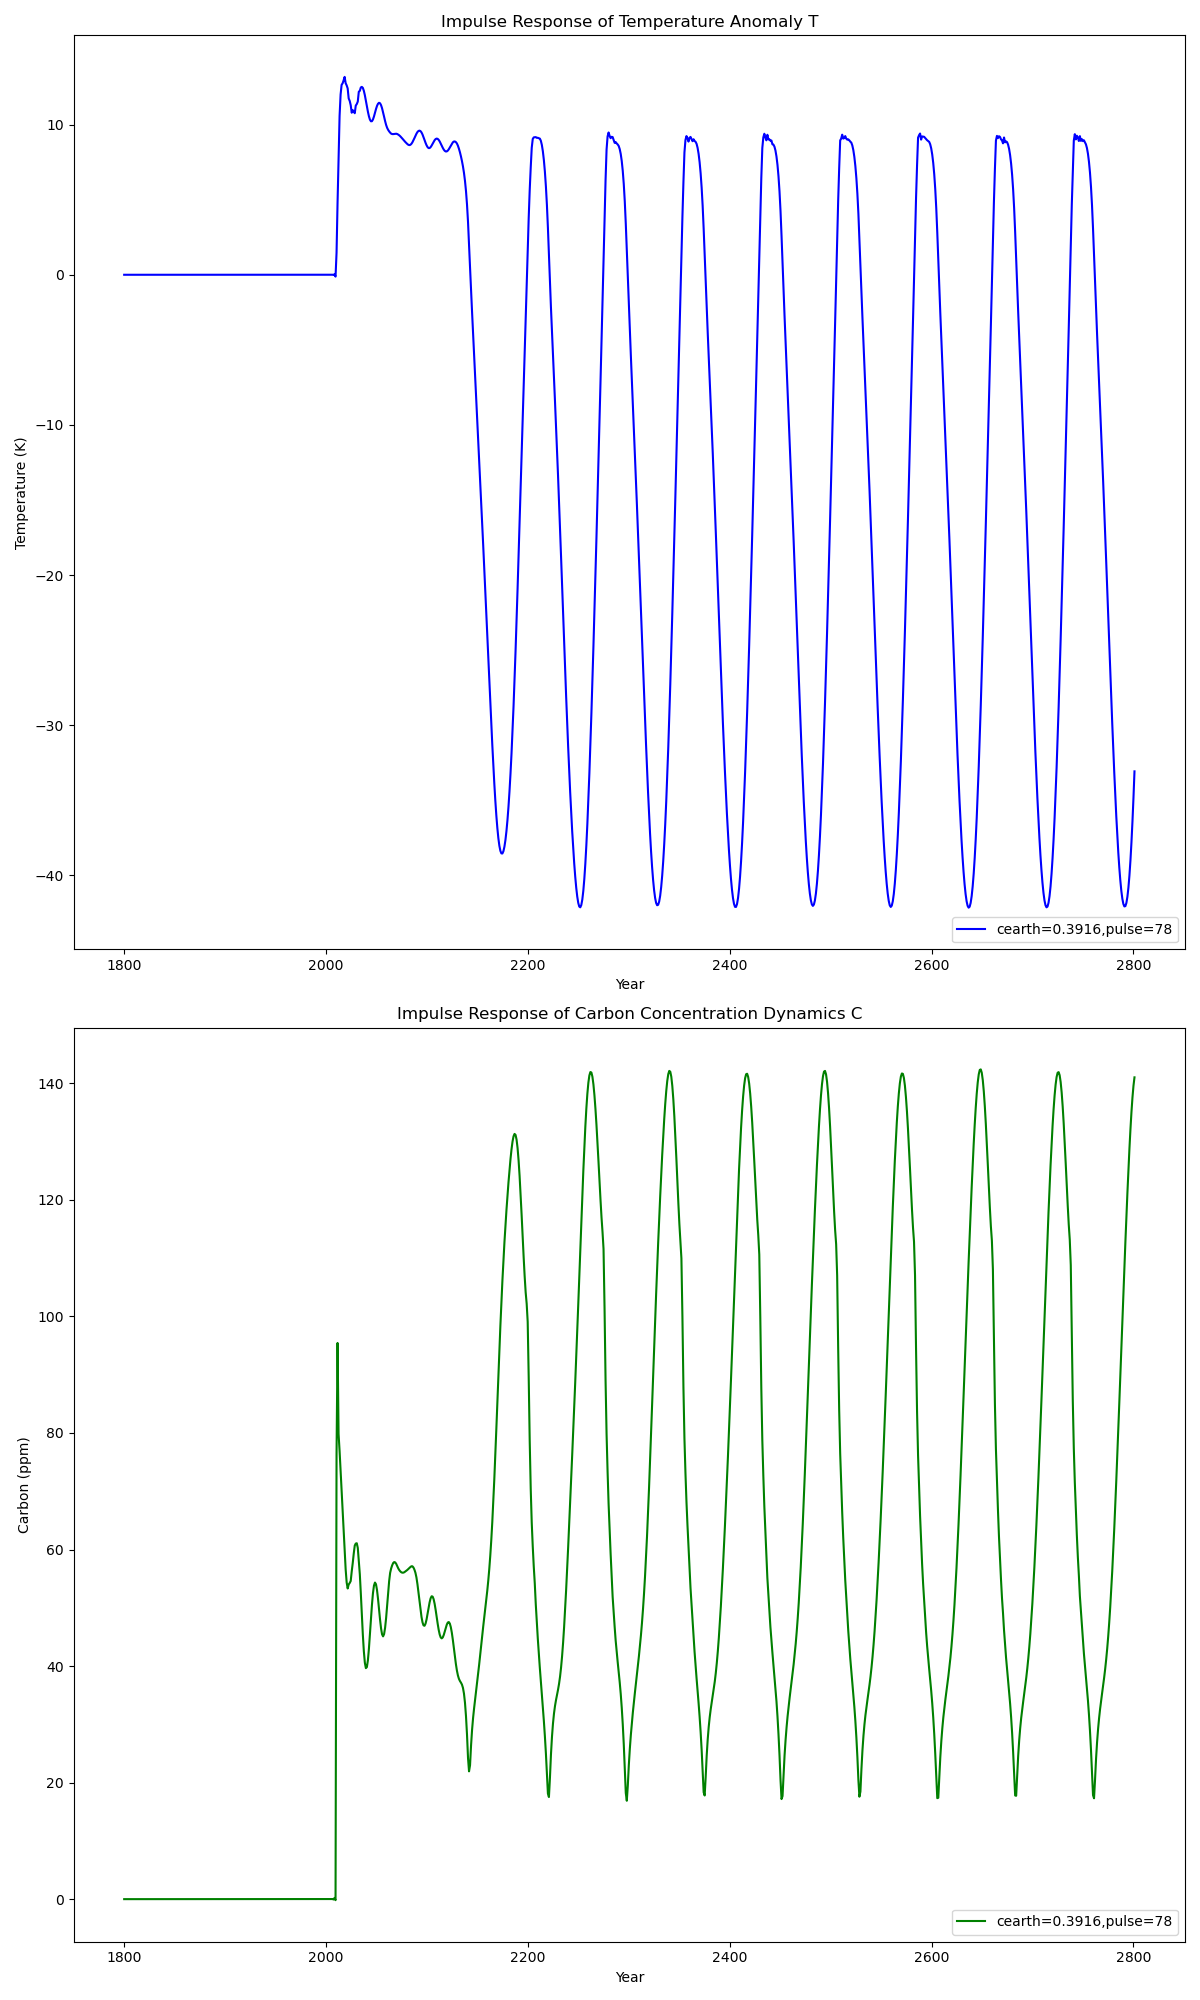 Impulse Response of Temperature Anomaly T
10
0
−10
−20
−30
−40
Temperature (K)
cearth=0.3916,pulse=78
1800 2000 2200 2400 2600 2800
Year
Impulse Response of Carbon Concentration Dynamics C
140
120
100
80
60
40
20
0
Carbon (ppm)
cearth=0.3916,pulse=78
1800 2000 2200 2400 2600 2800
Year